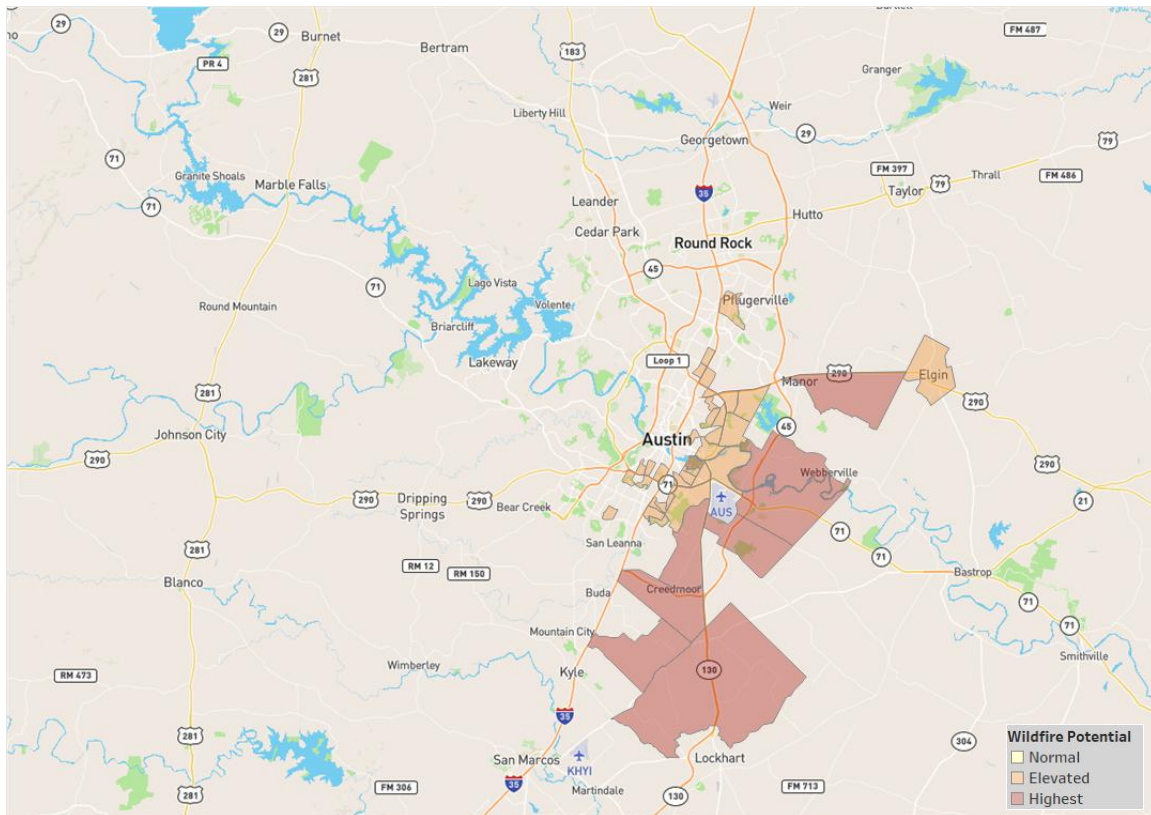 Bartlett
29
29
Burnet
FM 487
Bertram
183
PR 4
281
Granger
Liberty Hill
Weir
29
Georgetown
79
71
Granite Shoals
Marble Falls
FM 397
Thrall
FM 486
35
79
Taylor
71
Leander
Hutto
Cedar Park
Round Rock
45
71
Lago Vista
Round Mountain
Volente
Pflugerville
Briarcliff
Lakeway
Loop 1
290
Elgin
Manor
281
290
Johnson City
Austin
45
290
290
Webberville
71
290
Dripping
Springs
290
Bear Creek
AUS
21
71
281
San Leanna
71
RM 12
RM 150
Bastrop
Blanco
Buda
Creedmoor
71
Mountain City
71
Wimberley
Smithville
RM 473
Kyle
130
35
281
304
San Marcos
KHYI
Lockhart
35
FM 306
Martindale
130
FM 713
281
Wildfire Potential
Normal
Elevated
Highest